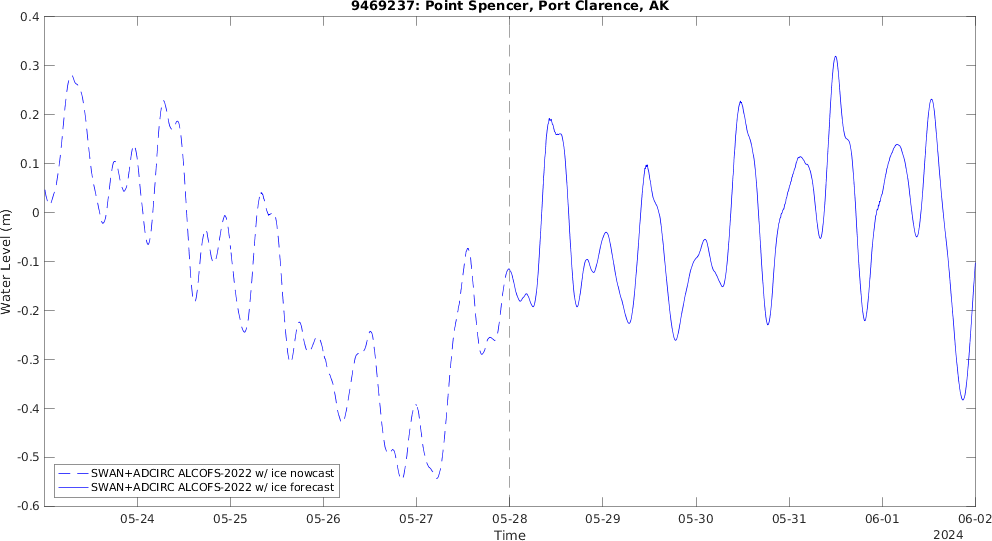 9469237: Point Spencer, Port Clarence, AK
0.4
0.3
0.2
0.1
0
-0.1
-0.2
-0.3
-0.4
-0.5
-0.6
Water Level (m)
SWAN+ADCIRC ALCOFS-2022 w/ ice nowcast
SWAN+ADCIRC ALCOFS-2022 w/ ice forecast
05-24 05-25 05-26 05-27 05-28 05-29 05-30 05-31 06-01 06-02
Time
2024